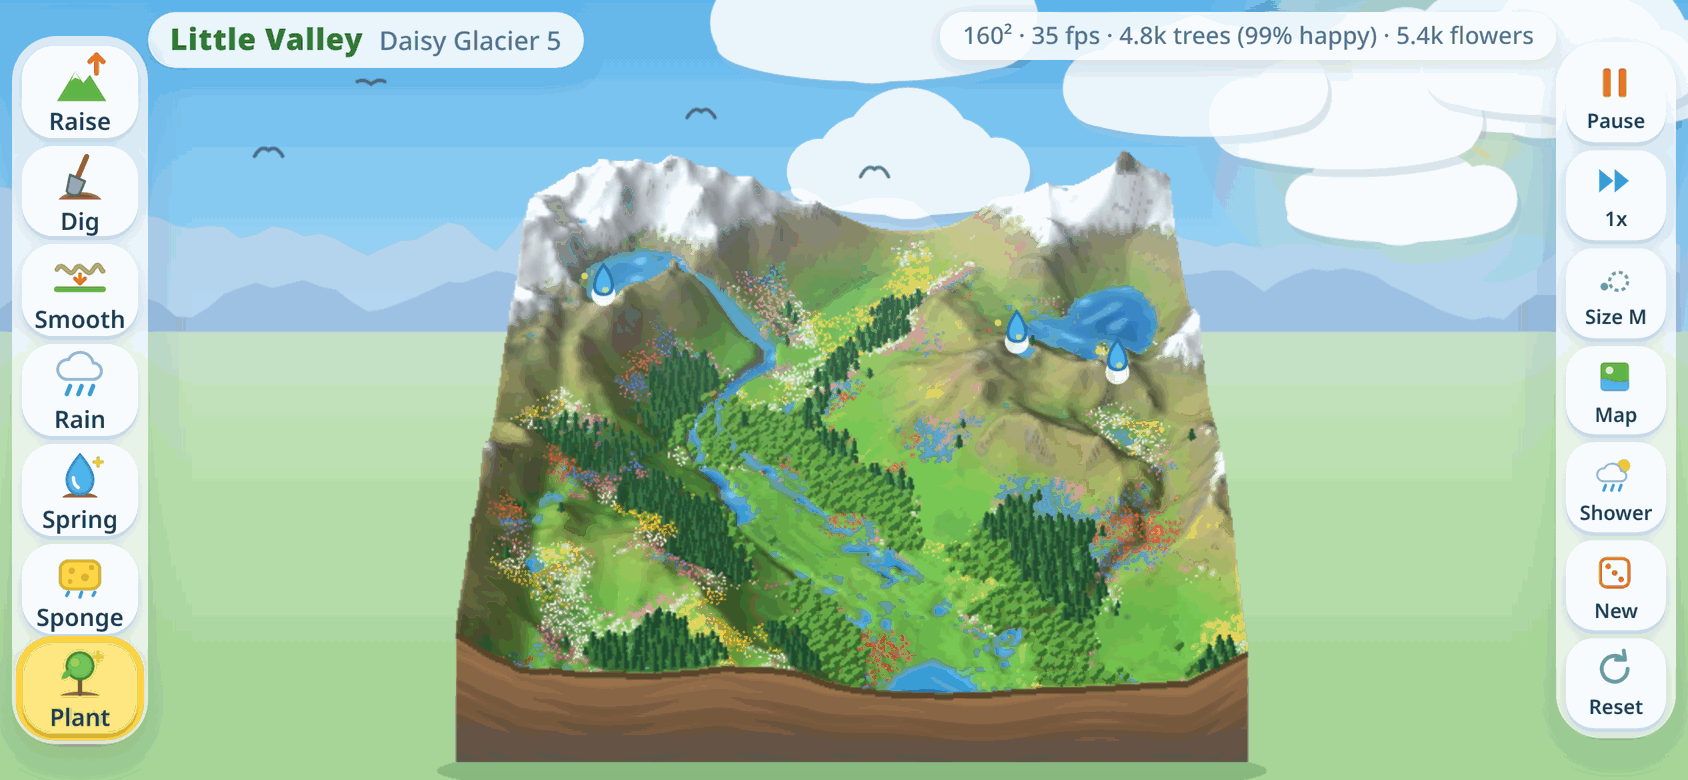 Little Valley Daisy Glacier 5
160² · 35 fps · 4.8k trees (99% happy) · 5.4k flowers
Raise
Dig
Smooth
Rain
Spring
Sponge
Plant
Pause
1x
Size M
Map
Shower
New
Reset